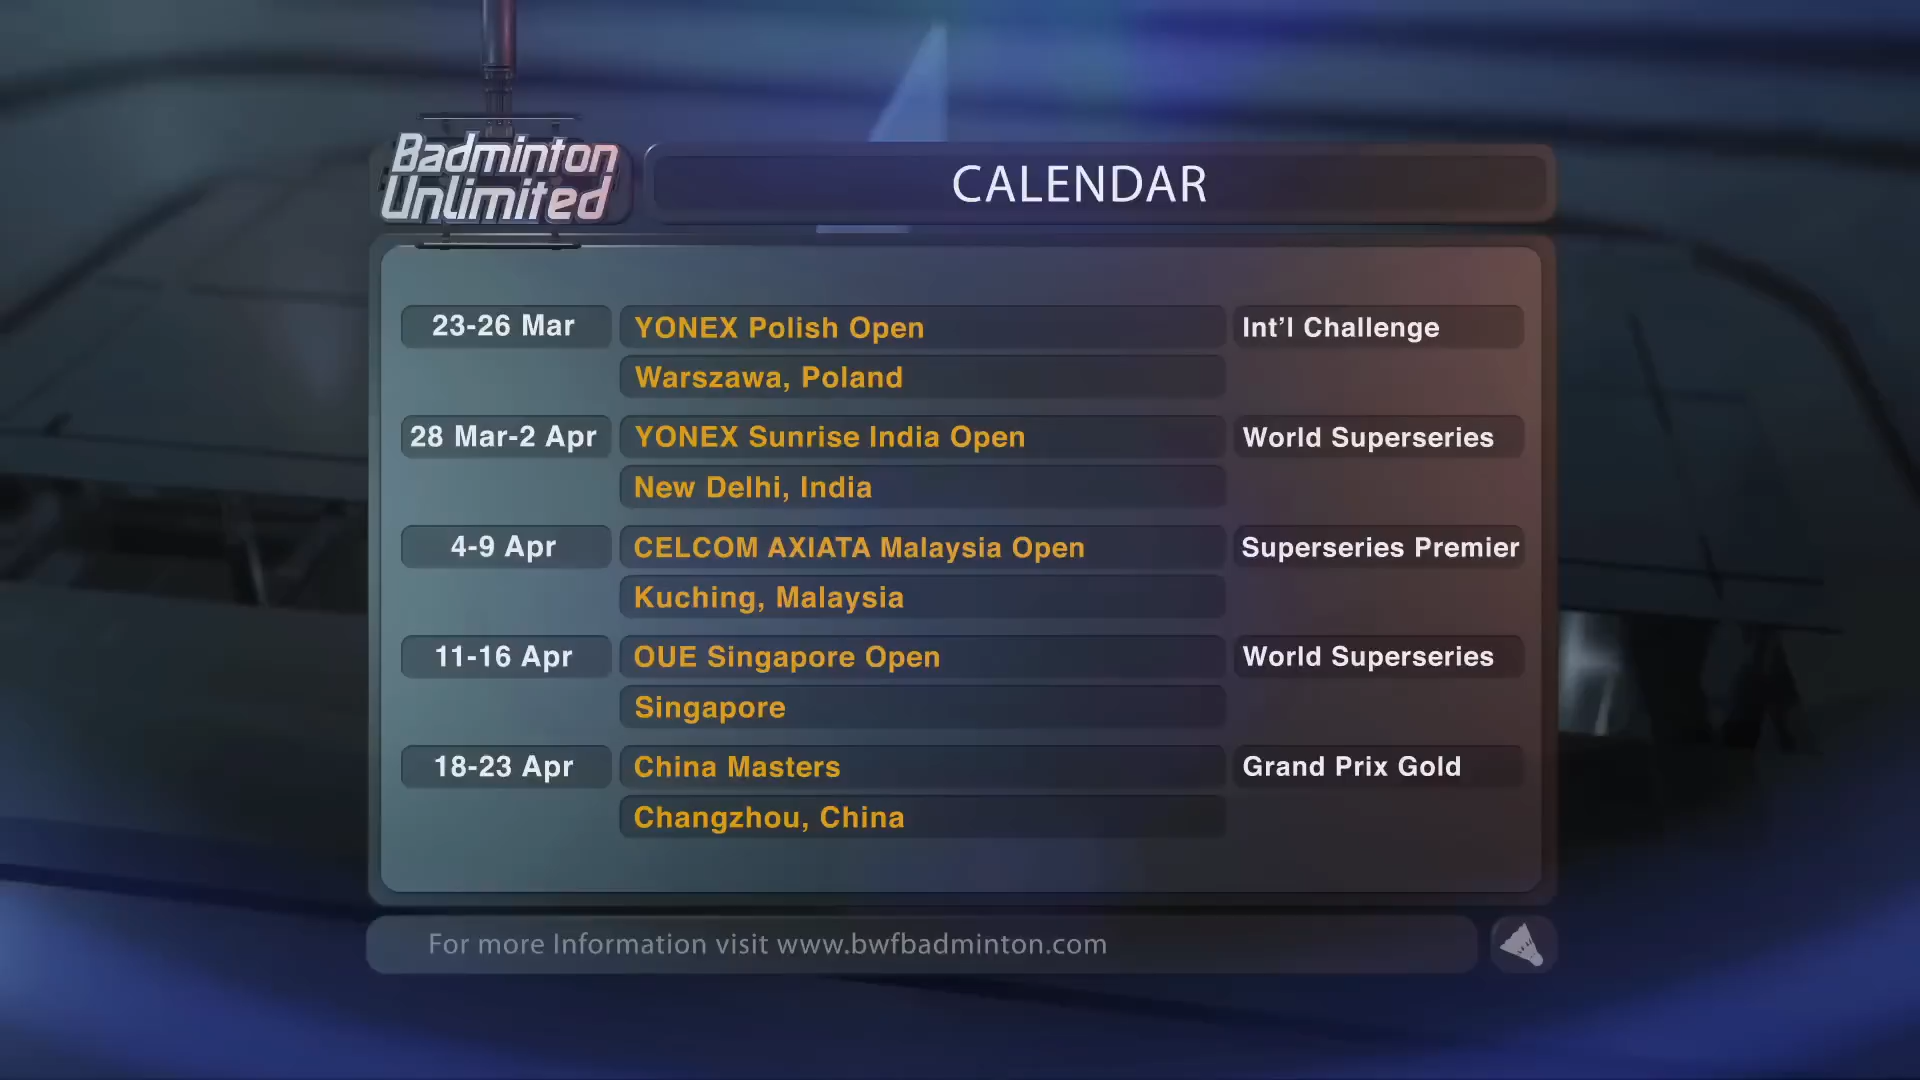 Badminton
Unlimited
CALENDAR
23-26 Mar YONEX Polish Open Int’l Challenge
Warszawa, Poland
28 Mar-2 Apr YONEX Sunrise India Open World Superseries
New Delhi, India
4-9 Apr CELCOM AXIATA Malaysia Open Superseries Premier
Kuching, Malaysia
11-16 Apr OUE Singapore Open World Superseries
Singapore
18-23 Apr China Masters Grand Prix Gold
Changzhou, China
For more Information visit www.bwfbadminton.com